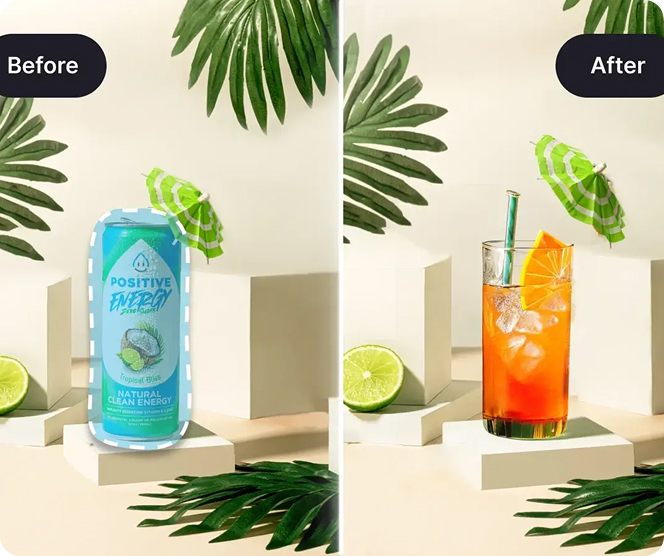 Before
After
POSITIVE
ENERGY
Tropical Bliss
NATURAL
CLEAN ENERGY